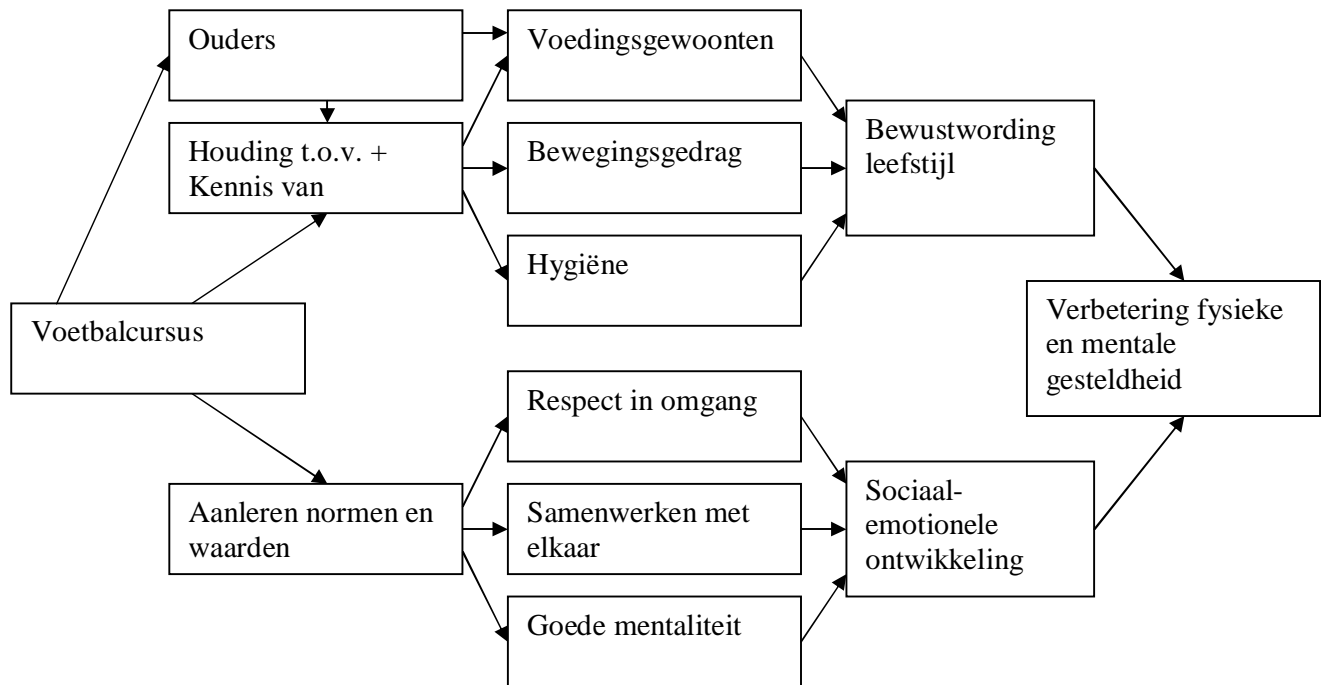 Ouders
Voedingsgewoonten
Houding t.o.v. +
Kennis van
Bewegingsgedrag
Bewustwording
leefstijl
Hygiëne
Voetbalcursus
Verbetering fysieke
en mentale
gesteldheid
Respect in omgang
Aanleren normen en
waarden
Samenwerken met
elkaar
Sociaal-
emotionele
ontwikkeling
Goede mentaliteit